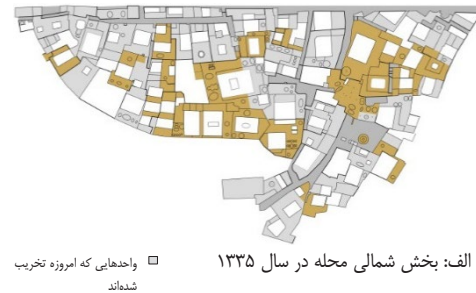 الف: بخش شمالی محله در سال ۱۳۳۵
واحدهایی که امروزه تخریب
شده‌اند